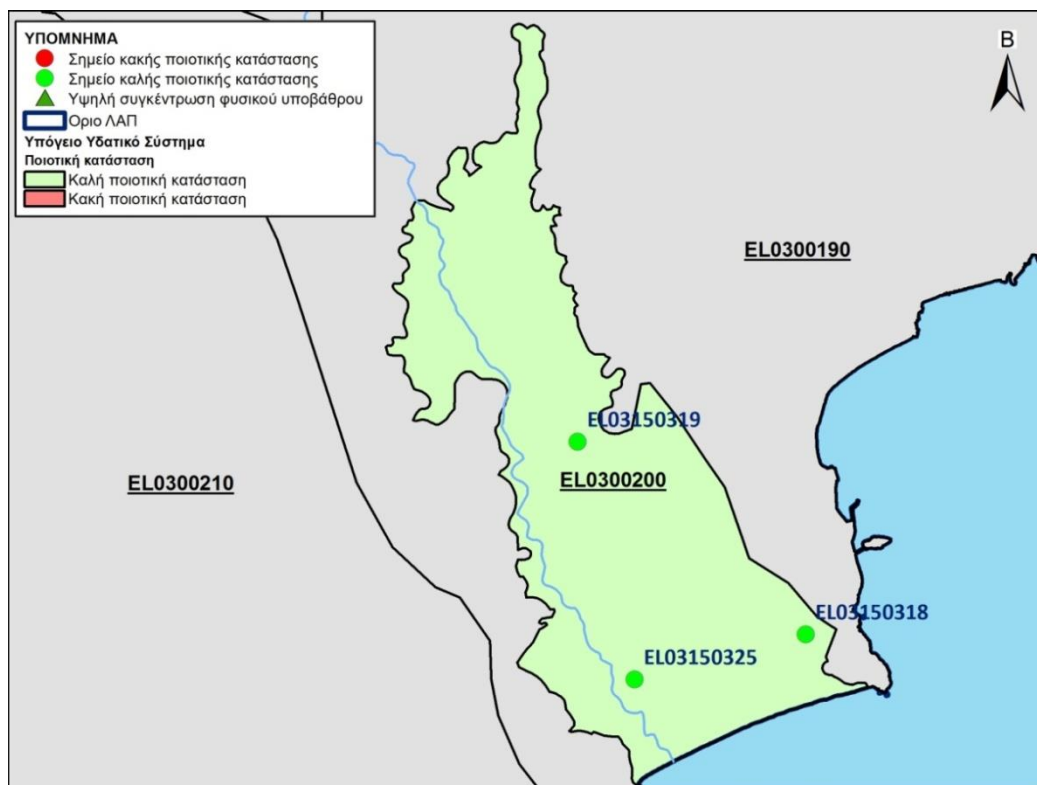 ΥΠΟΜΝΗΜΑ
Σημείο κακής ποιοτικής κατάστασης
Σημείο καλής ποιοτικής κατάστασης
Υψηλή συγκέντρωση φυσικού υποβάθρου
Οριο ΛΑΠ
Υπόγειο Υδατικό Σύστημα
Ποιοτική κατάσταση
Καλή ποιοτική κατάσταση
Κακή ποιοτική κατάσταση
Β
EL0300190
EL03150319
EL0300200
EL0300210
EL03150318
EL03150325